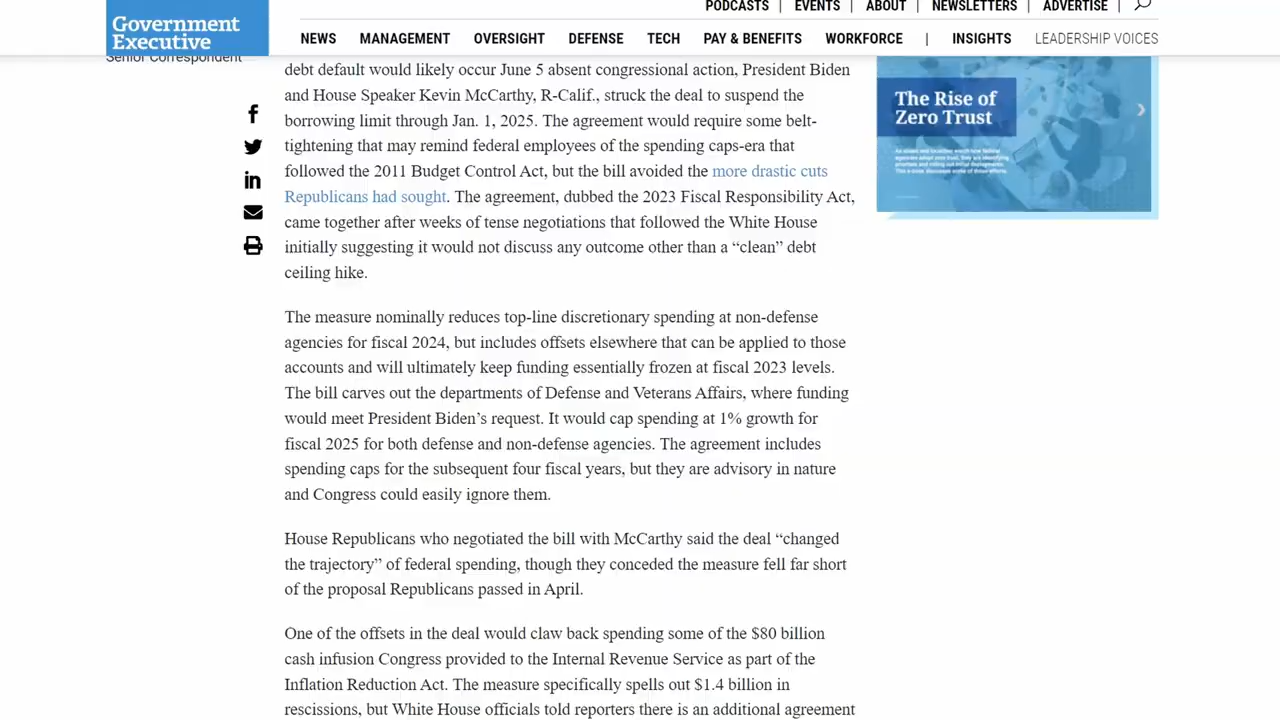 PODCASTS | EVENTS | ABOUT | NEWSLETTERS | ADVERTISE |
Government
Executive
NEWS MANAGEMENT OVERSIGHT DEFENSE TECH PAY & BENEFITS WORKFORCE | INSIGHTS LEADERSHIP VOICES
Senior Correspondent
debt default would likely occur June 5 absent congressional action, President Biden
and House Speaker Kevin McCarthy, R-Calif., struck the deal to suspend the
borrowing limit through Jan. 1, 2025. The agreement would require some belt-
tightening that may remind federal employees of the spending caps-era that
followed the 2011 Budget Control Act, but the bill avoided the more drastic cuts
Republicans had sought. The agreement, dubbed the 2023 Fiscal Responsibility Act,
came together after weeks of tense negotiations that followed the White House
initially suggesting it would not discuss any outcome other than a “clean” debt
ceiling hike.
The measure nominally reduces top-line discretionary spending at non-defense
agencies for fiscal 2024, but includes offsets elsewhere that can be applied to those
accounts and will ultimately keep funding essentially frozen at fiscal 2023 levels.
The bill carves out the departments of Defense and Veterans Affairs, where funding
would meet President Biden’s request. It would cap spending at 1% growth for
fiscal 2025 for both defense and non-defense agencies. The agreement includes
spending caps for the subsequent four fiscal years, but they are advisory in nature
and Congress could easily ignore them.
House Republicans who negotiated the bill with McCarthy said the deal “changed
the trajectory” of federal spending, though they conceded the measure fell far short
of the proposal Republicans passed in April.
One of the offsets in the deal would claw back spending some of the $80 billion
cash infusion Congress provided to the Internal Revenue Service as part of the
Inflation Reduction Act. The measure specifically spells out $1.4 billion in
rescissions, but White House officials told reporters there is an additional agreement
The Rise of
Zero Trust